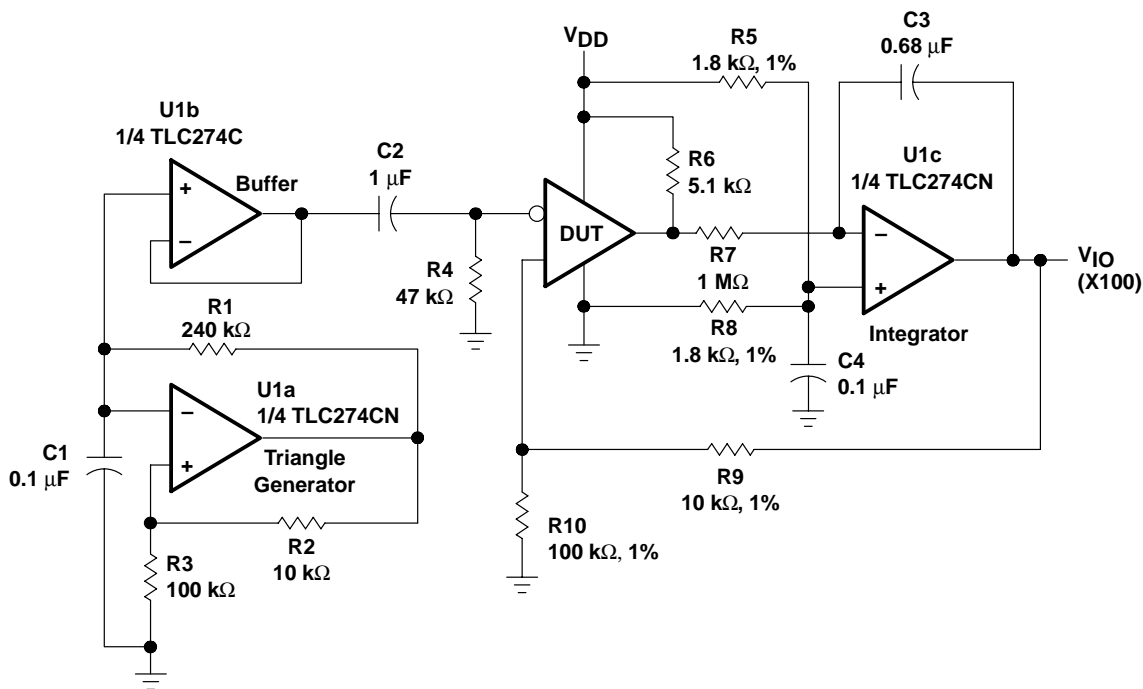 U1b
1/4 TLC274C
Buffer
+
−
C2
1 µF
R4
47 kΩ
R1
240 kΩ
U1a
1/4 TLC274CN
−
+
Triangle
Generator
C1
0.1 µF
R2
10 kΩ
R3
100 kΩ
VDD
R5
1.8 kΩ, 1%
C3
0.68 µF
R6
5.1 kΩ
DUT
R7
1 MΩ
R8
1.8 kΩ, 1%
U1c
1/4 TLC274CN
−
+
Integrator
VIO
(X100)
C4
0.1 µF
R9
10 kΩ, 1%
R10
100 kΩ, 1%